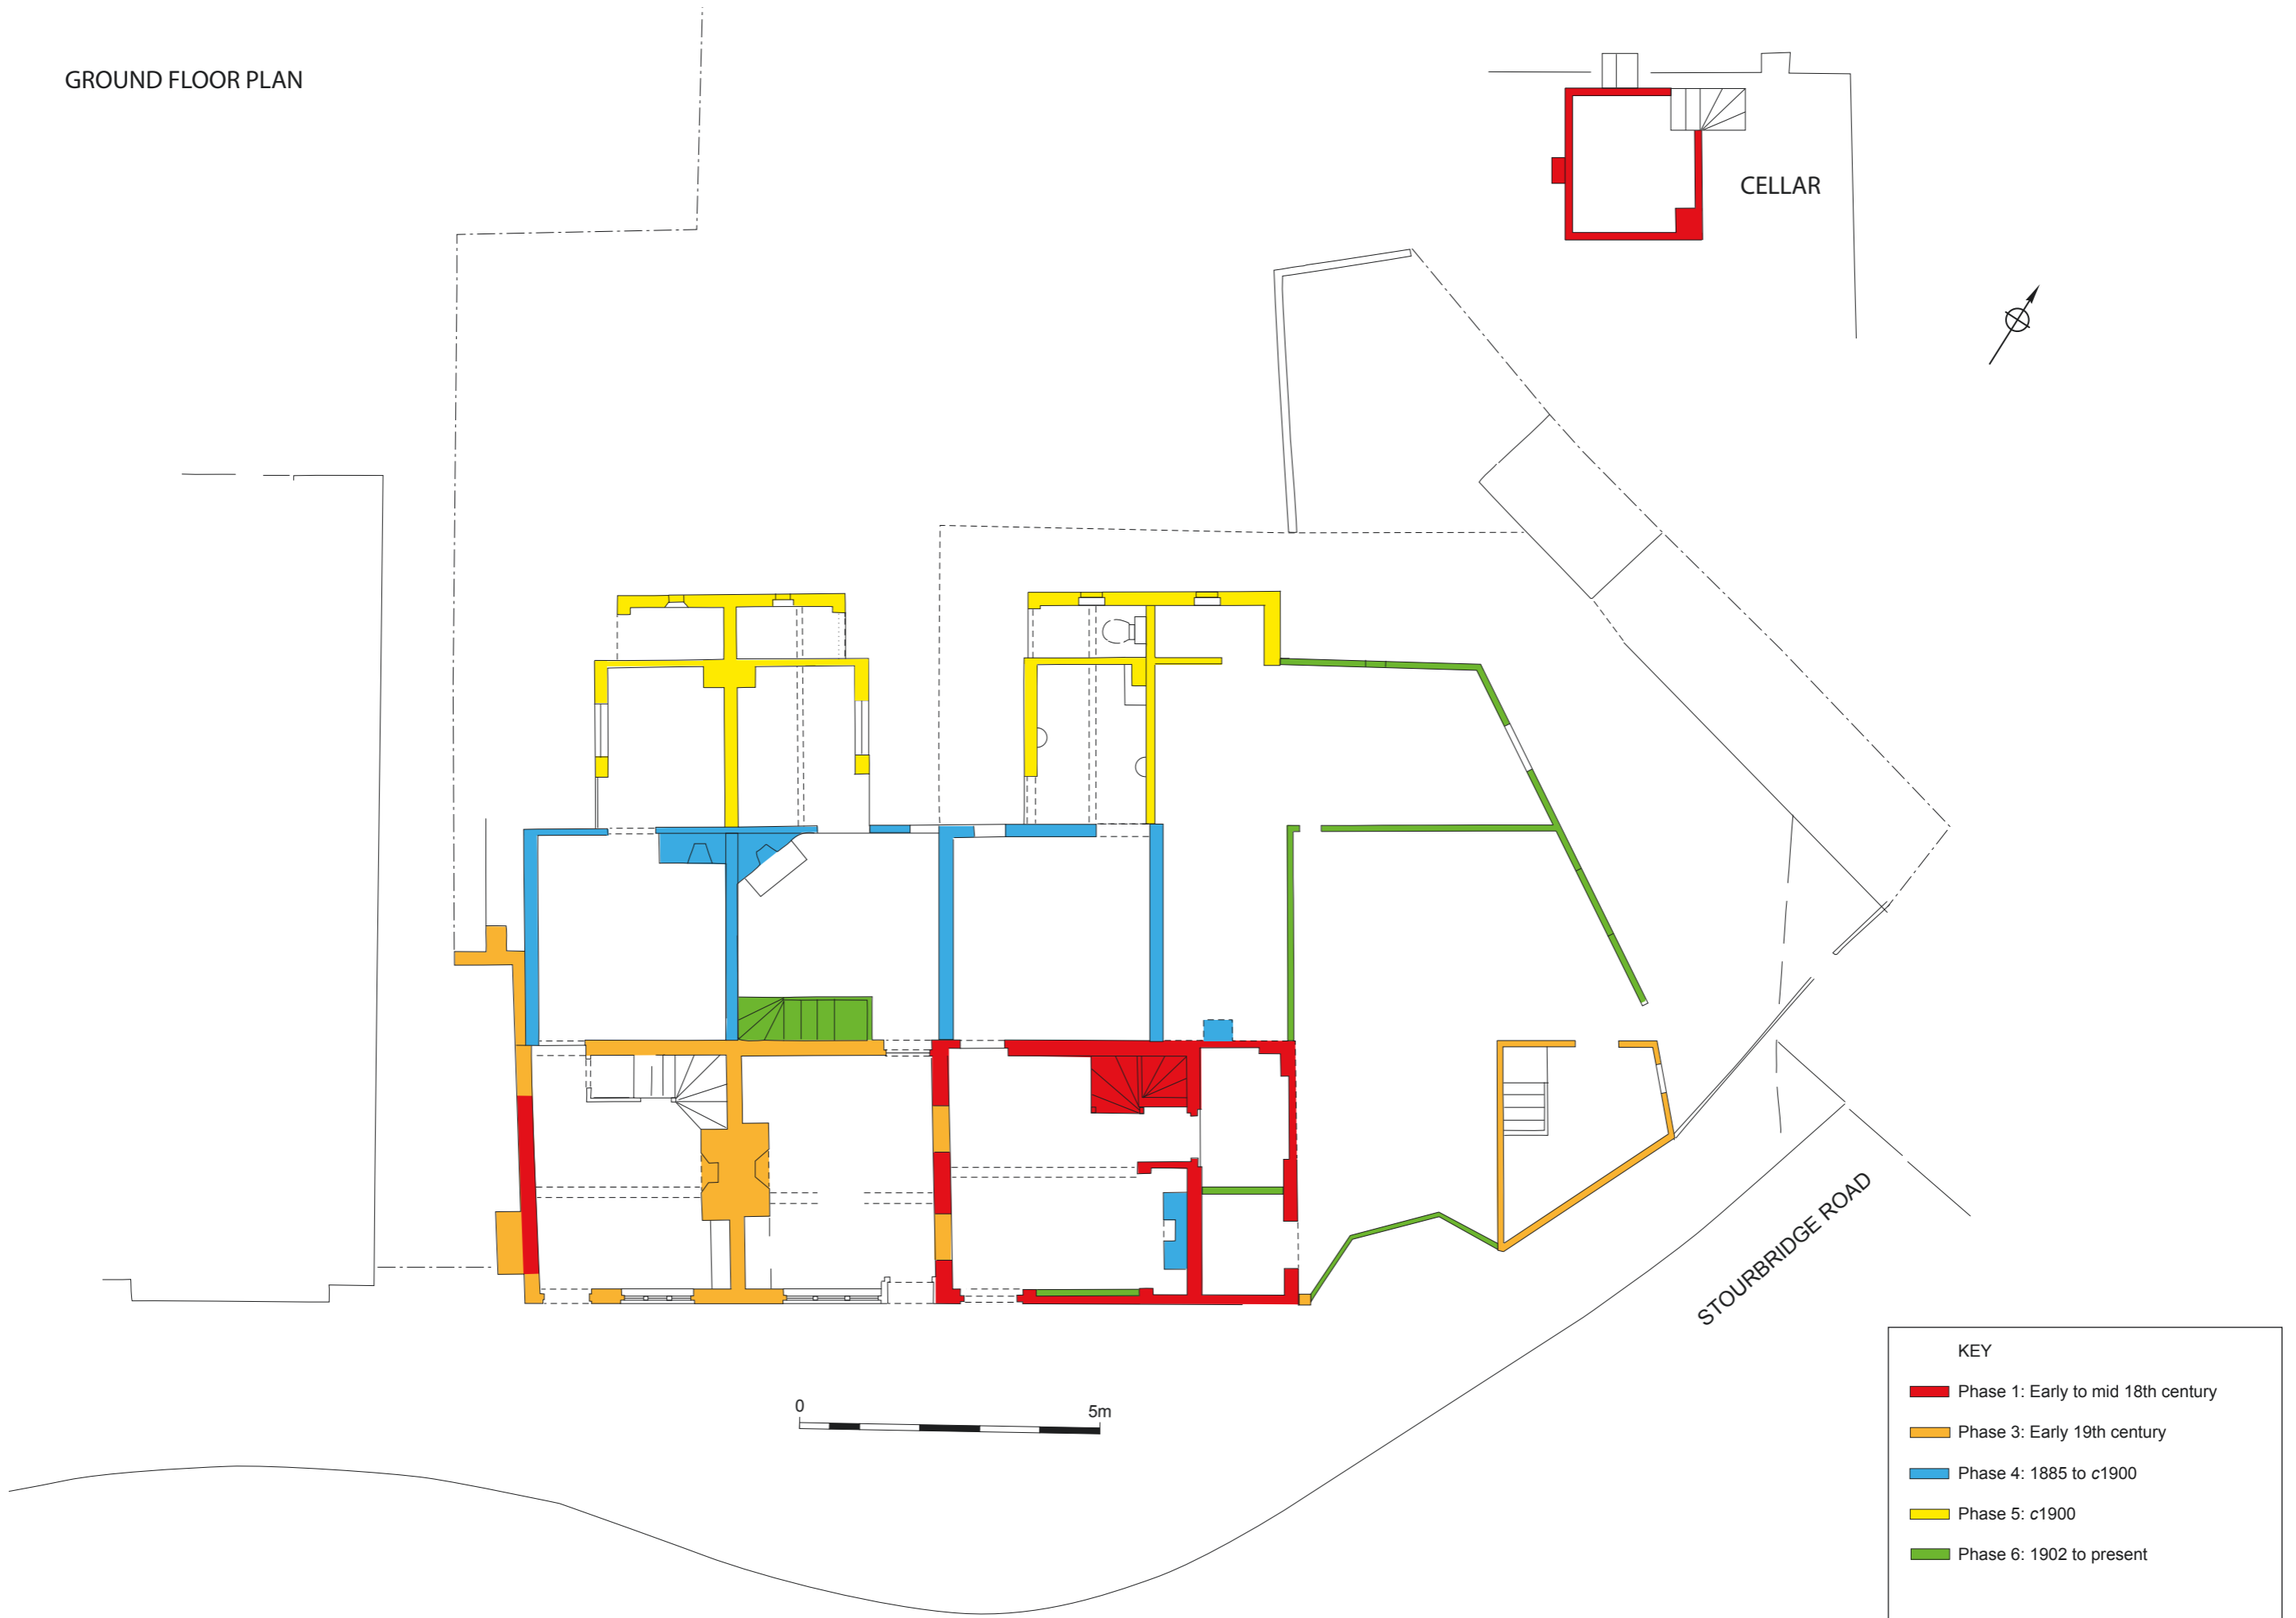 GROUND FLOOR PLAN
CELLAR
STOURBRIDGE ROAD
0 5m
KEY
Phase 1: Early to mid 18th century
Phase 3: Early 19th century
Phase 4: 1885 to c1900
Phase 5: c1900
Phase 6: 1902 to present